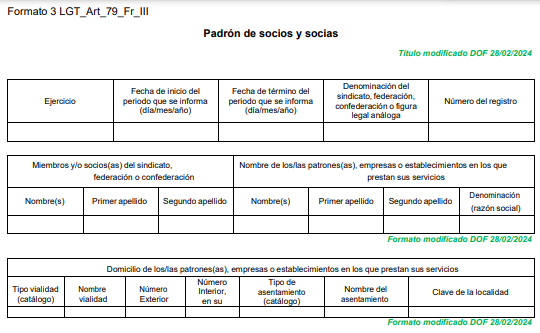 Formato 3 LGT_Art_79_Fr_III
Padrón de socios y socias
Título modificado DOF 28/02/2024
Ejercicio
Fecha de inicio del
periodo que se informa
(día/mes/año)
Fecha de término del
periodo que se informa
(día/mes/año)
Denominación del
sindicato, federación,
confederación o figura
legal análoga
Número del registro
Miembros y/o socios(as) del sindicato,
federación o confederación
Nombre de los/las patrones(as), empresas o establecimientos en los que
prestan sus servicios
Nombre(s)
Primer apellido
Segundo apellido
Nombre(s)
Primer apellido
Segundo apellido
Denominación
(razón social)
Formato modificado DOF 28/02/2024
Domicilio de los/las patrones(as), empresas o establecimientos en los que prestan sus servicios
Tipo vialidad
(catálogo)
Nombre
vialidad
Número
Exterior
Número
Interior,
en su
Tipo de
asentamiento
(catálogo)
Nombre del
asentamiento
Clave de la localidad
Formato modificado DOF 28/02/2024